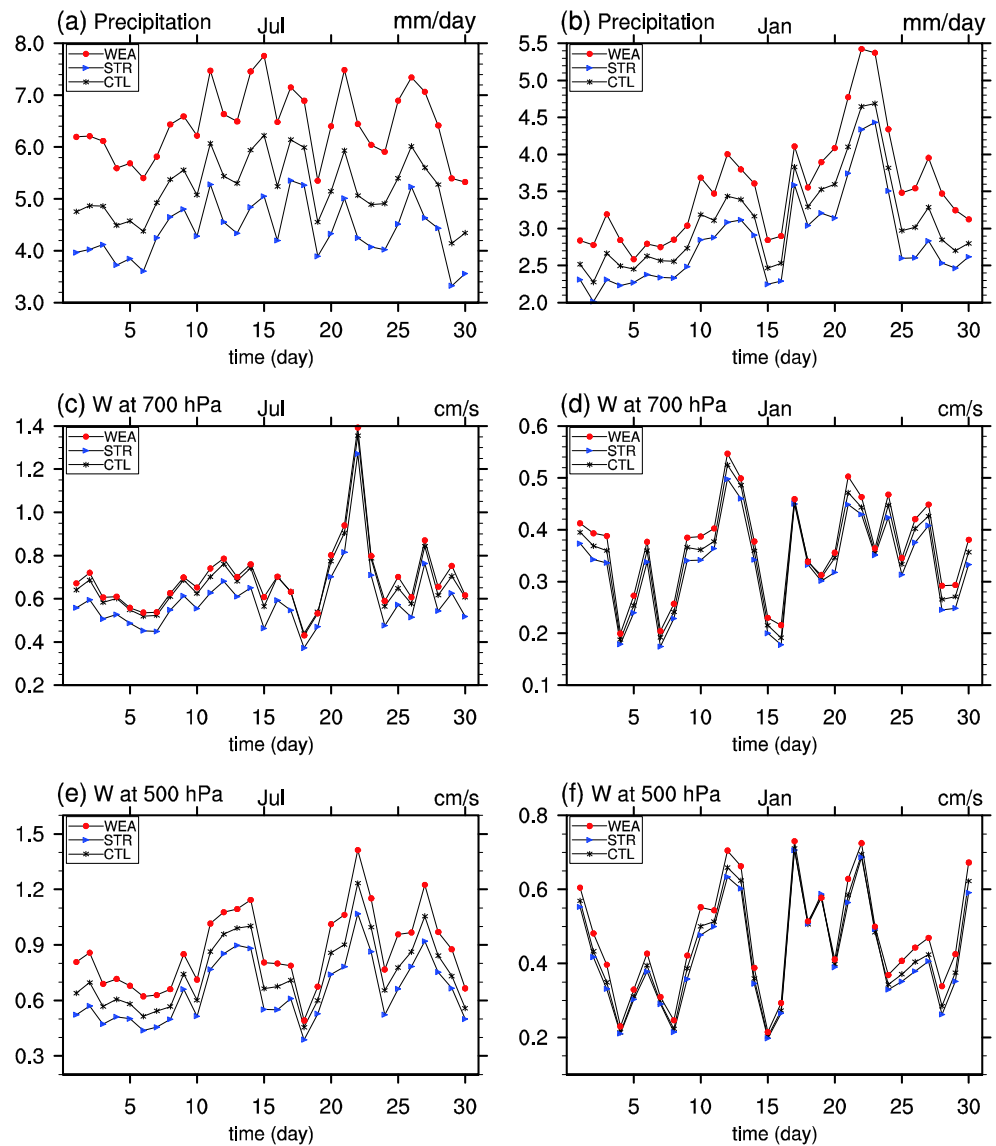 (a) Precipitation Jul mm/day
8.0
WEA
STR
CTL
7.0
6.0
5.0
4.0
3.0
5 10 15 20 25 30
time (day)
(b) Precipitation Jan mm/day
5.5
WEA
STR
CTL
5.0
4.5
4.0
3.5
3.0
2.5
2.0
5 10 15 20 25 30
time (day)
(c) W at 700 hPa Jul cm/s
1.4
WEA
STR
CTL
1.2
1.0
0.8
0.6
0.4
0.2
5 10 15 20 25 30
time (day)
(d) W at 700 hPa Jan cm/s
0.6
WEA
STR
CTL
0.5
0.4
0.3
0.2
0.1
5 10 15 20 25 30
time (day)
(e) W at 500 hPa Jul cm/s
WEA
1.5
STR
CTL
1.2
0.9
0.6
0.3
5 10 15 20 25 30
time (day)
(f) W at 500 hPa Jan cm/s
0.8
WEA
STR
CTL
0.6
0.4
0.2
5 10 15 20 25 30
time (day)